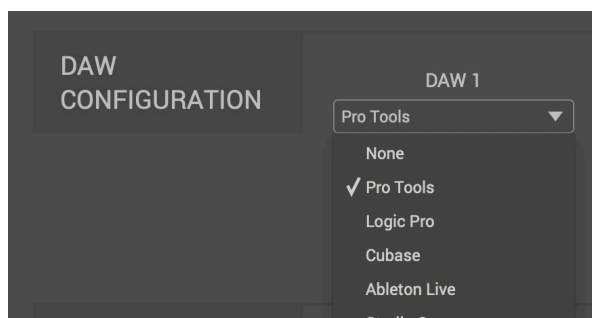 DAW
CONFIGURATION
DAW 1
Pro Tools
None
Pro Tools
Logic Pro
Cubase
Ableton Live